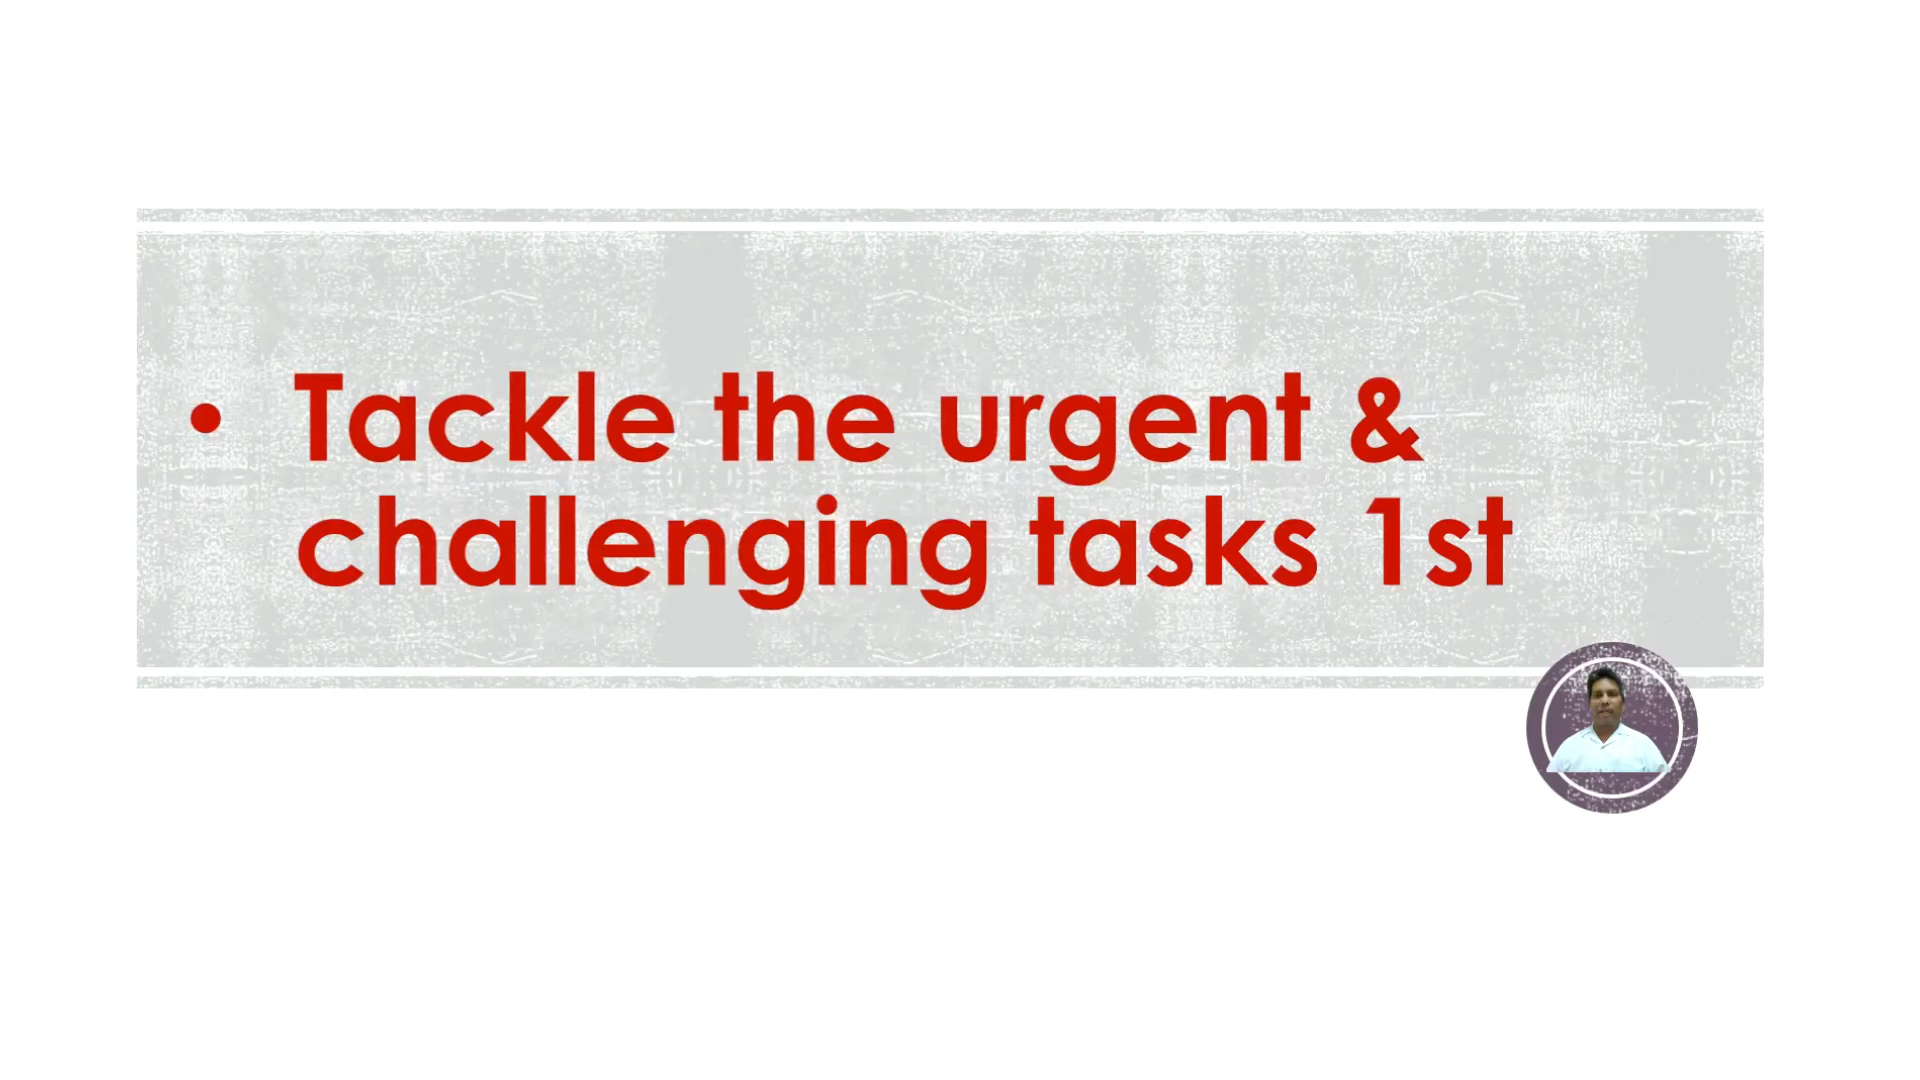 • Tackle the urgent &
challenging tasks 1st